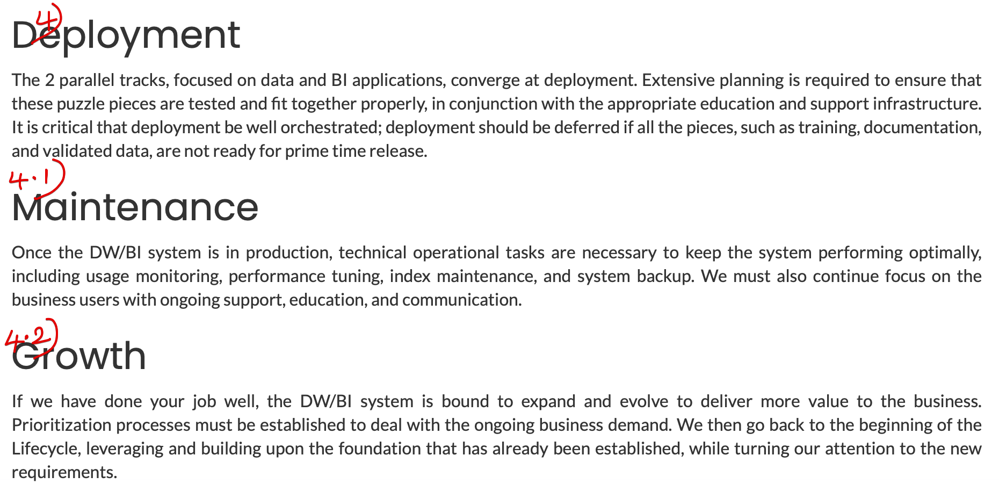 4)
Deployment
The 2 parallel tracks, focused on data and BI applications, converge at deployment. Extensive planning is required to ensure that
these puzzle pieces are tested and fit together properly, in conjunction with the appropriate education and support infrastructure.
It is critical that deployment be well orchestrated; deployment should be deferred if all the pieces, such as training, documentation,
and validated data, are not ready for prime time release.
4.1)
Maintenance
Once the DW/BI system is in production, technical operational tasks are necessary to keep the system performing optimally,
including usage monitoring, performance tuning, index maintenance, and system backup. We must also continue focus on the
business users with ongoing support, education, and communication.
4.2)
Growth
If we have done your job well, the DW/BI system is bound to expand and evolve to deliver more value to the business.
Prioritization processes must be established to deal with the ongoing business demand. We then go back to the beginning of the
Lifecycle, leveraging and building upon the foundation that has already been established, while turning our attention to the new
requirements.